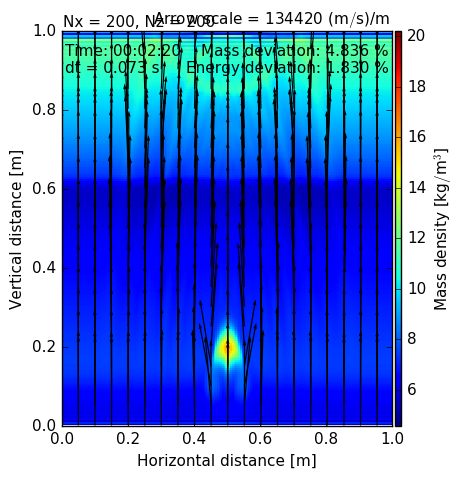 Nx = 200, Nz = 200
Arrow scale = 134420 (m/s)/m
Time: 00:02:20
Mass deviation: 4.836 %
dt = 0.073 s
Energy deviation: 1.830 %
1.0
0.8
0.6
0.4
0.2
0.0
Vertical distance [m]
0.0 0.2 0.4 0.6 0.8 1.0
Horizontal distance [m]
20
18
16
14
12
10
8
6
Mass density [kg/m³]